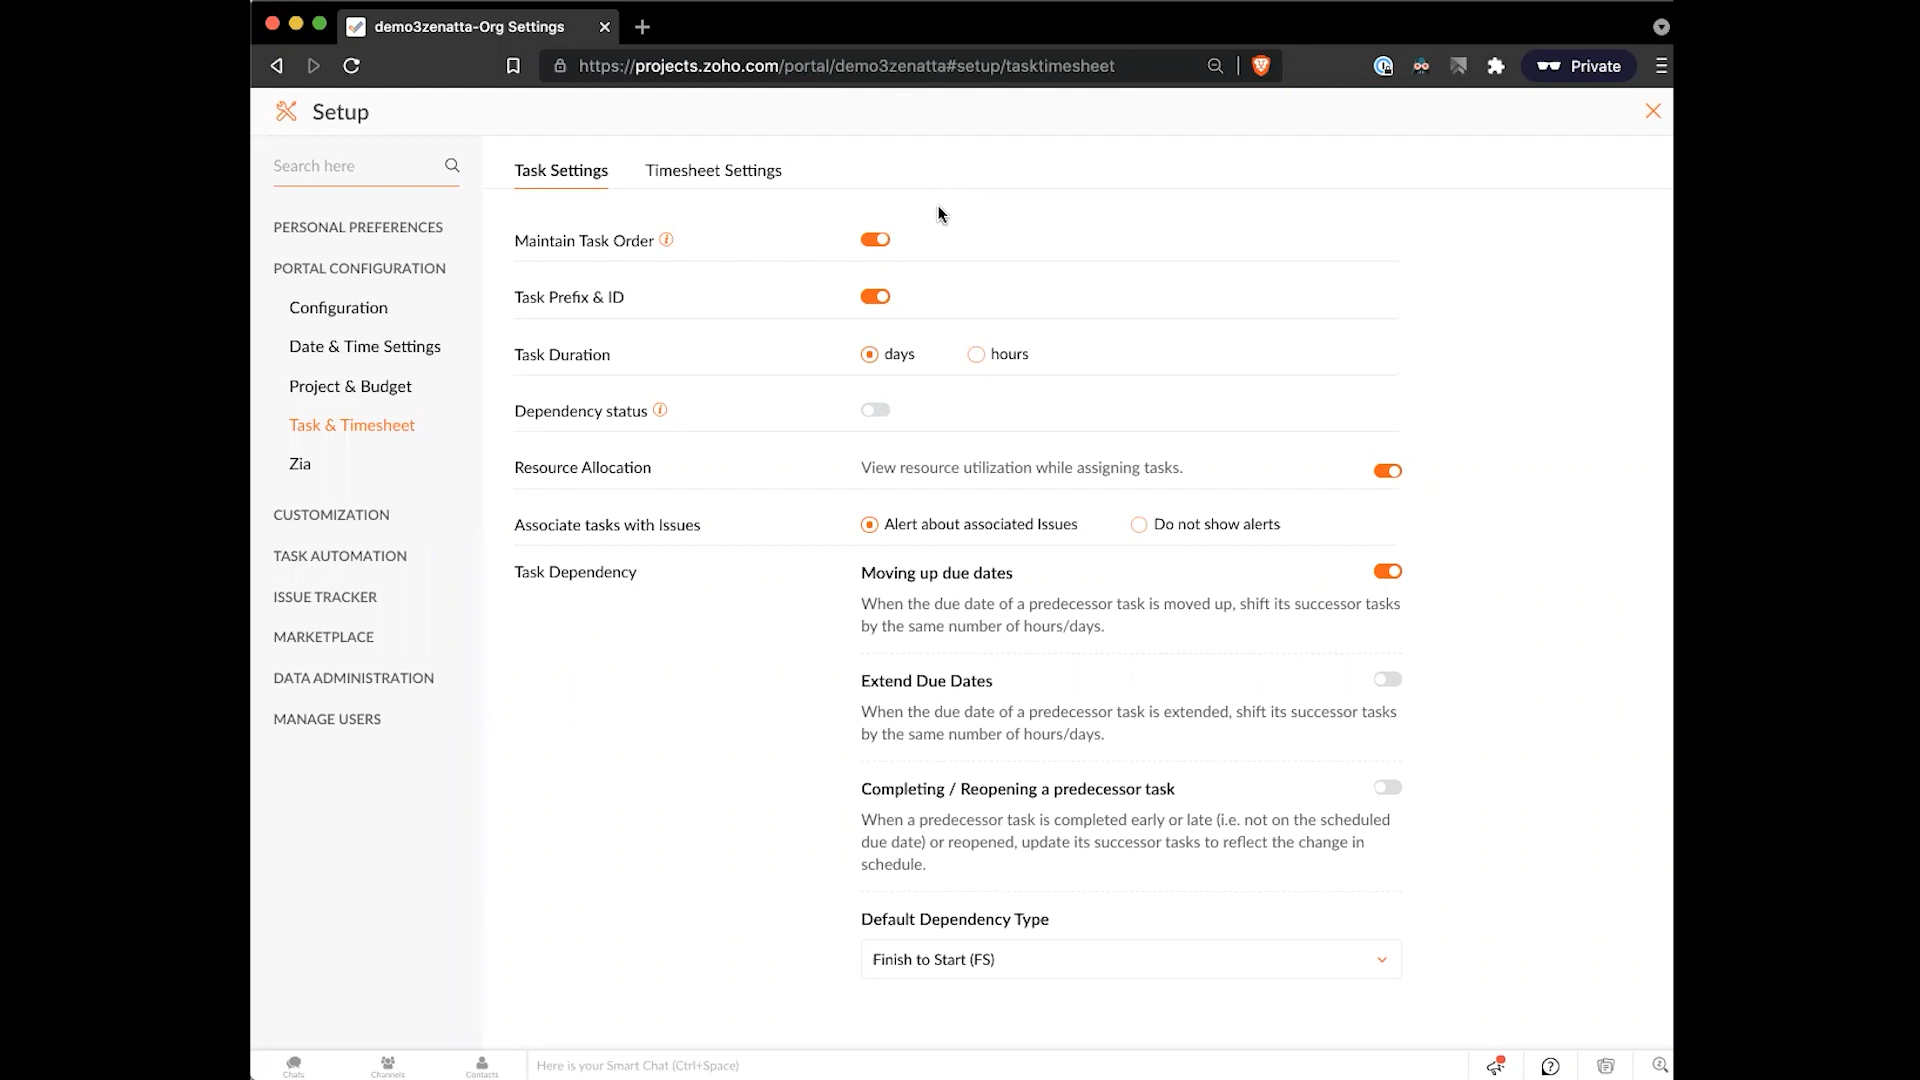 demo3zenatta-Org Settings
https://projects.zoho.com/portal/demo3zenatta#setup/tasktimesheet
Private
Setup
Search here
PERSONAL PREFERENCES
PORTAL CONFIGURATION
Configuration
Date & Time Settings
Project & Budget
Task & Timesheet
Zia
CUSTOMIZATION
TASK AUTOMATION
ISSUE TRACKER
MARKETPLACE
DATA ADMINISTRATION
MANAGE USERS
Task Settings
Timesheet Settings
Maintain Task Order
Task Prefix & ID
Task Duration
days
hours
Dependency status
Resource Allocation
View resource utilization while assigning tasks.
Associate tasks with Issues
Alert about associated Issues
Do not show alerts
Task Dependency
Moving up due dates
When the due date of a predecessor task is moved up, shift its successor tasks
by the same number of hours/days.
Extend Due Dates
When the due date of a predecessor task is extended, shift its successor tasks
by the same number of hours/days.
Completing / Reopening a predecessor task
When a predecessor task is completed early or late (i.e. not on the scheduled
due date) or reopened, update its successor tasks to reflect the change in
schedule.
Default Dependency Type
Finish to Start (FS)
Chats
Channels
Contacts
Here is your Smart Chat (Ctrl+Space)